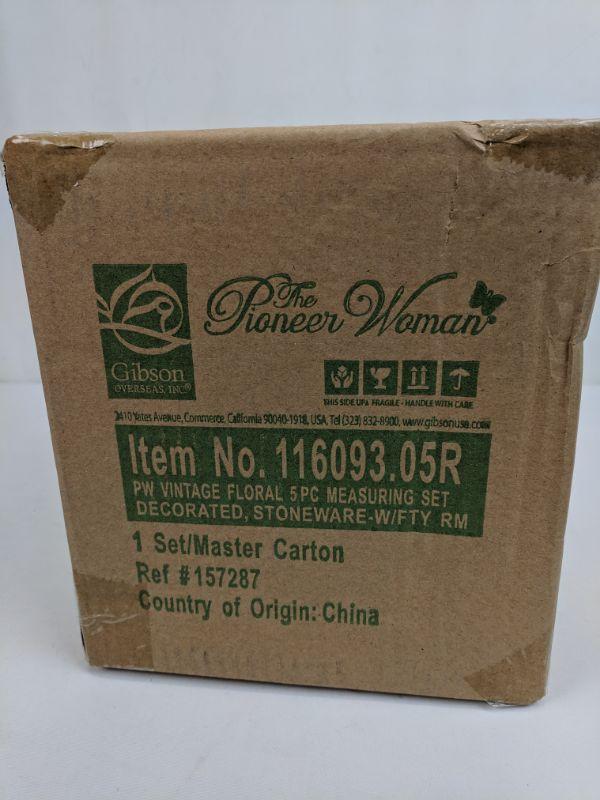 Gibson
OVERSEAS, INC®
The
Pioneer Woman
THIS SIDE UP FRAGILE - HANDLE WITH CARE
2410 Yates Avenue, Commerce, California 90040-1918, USA, Tel (323) 832-8900, www.gibsonusa.com
Item No. 116093.05R
PW VINTAGE FLORAL 5PC MEASURING SET
DECORATED, STONEWARE-W/FTY RM
1 Set/Master Carton
Ref #157287
Country of Origin: China